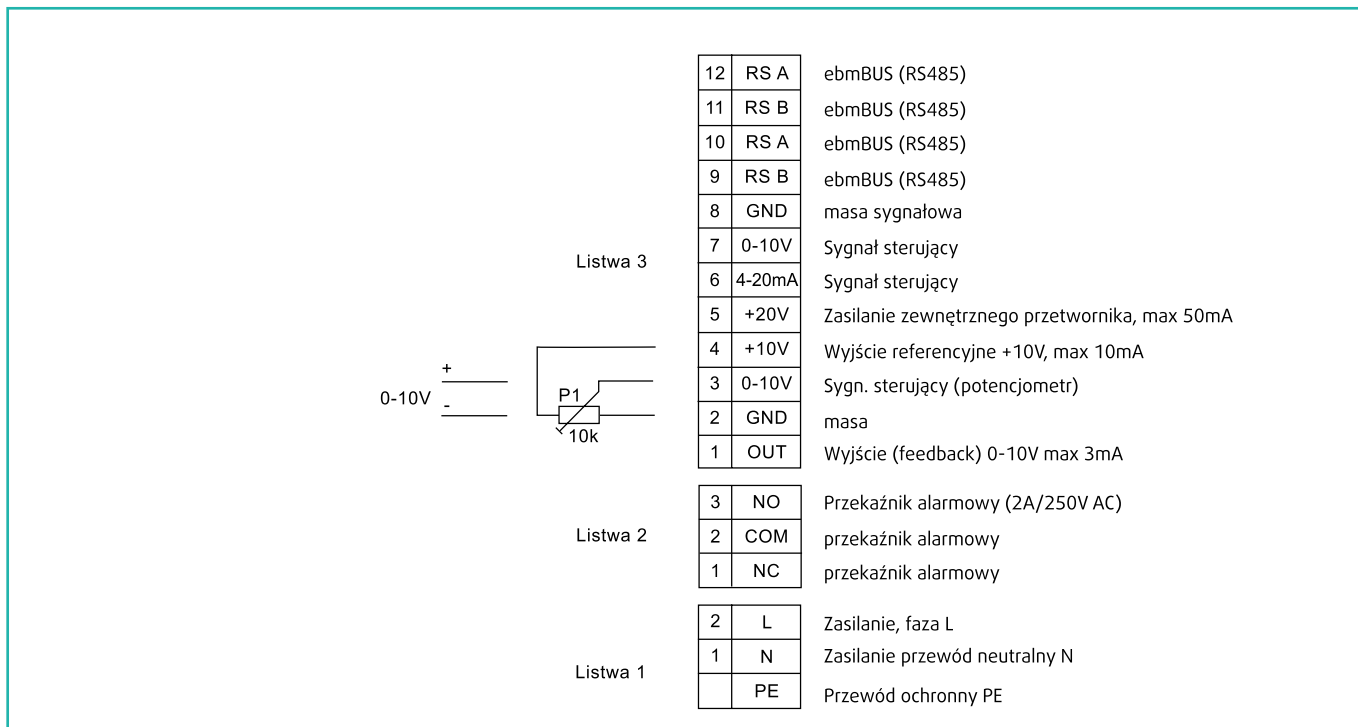 12 RS A ebmBUS (RS485)
11 RS B ebmBUS (RS485)
10 RS A ebmBUS (RS485)
9 RS B ebmBUS (RS485)
8 GND masa sygnałowa
Listwa 3
7 0-10V Sygnał sterujący
6 4-20mA Sygnał sterujący
5 +20V Zasilanie zewnętrznego przetwornika, max 50mA
4 +10V Wyjście referencyjne +10V, max 10mA
3 0-10V Sygn. sterujący (potencjometr)
2 GND masa
1 OUT Wyjście (feedback) 0-10V max 3mA
+
0-10V
-
P1
10k
Listwa 2
3 NO Przekaźnik alarmowy (2A/250V AC)
2 COM przekaźnik alarmowy
1 NC przekaźnik alarmowy
Listwa 1
2 L Zasilanie, faza L
1 N Zasilanie przewód neutralny N
PE Przewód ochronny PE